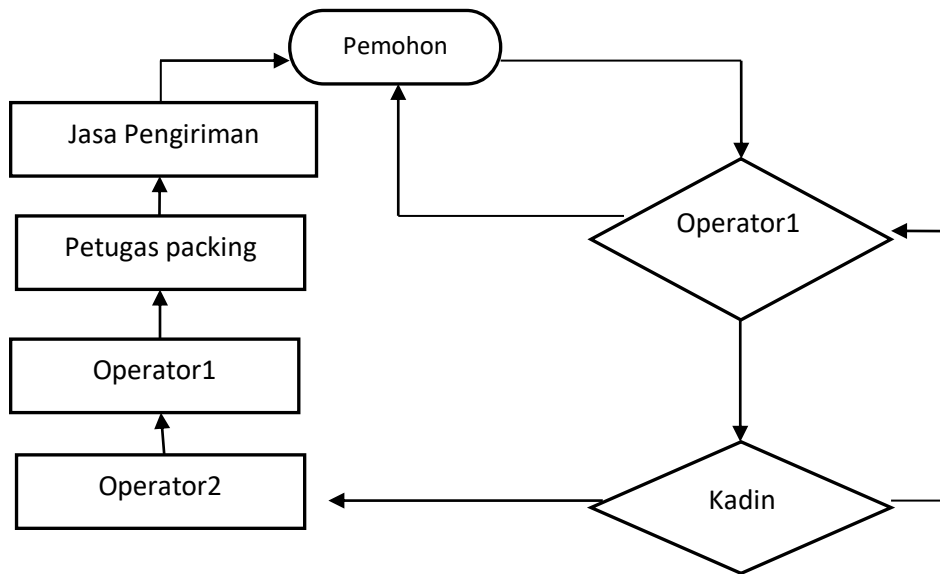 Pemohon
Jasa Pengiriman
Operator1
Petugas packing
Operator1
Operator2
Kadin